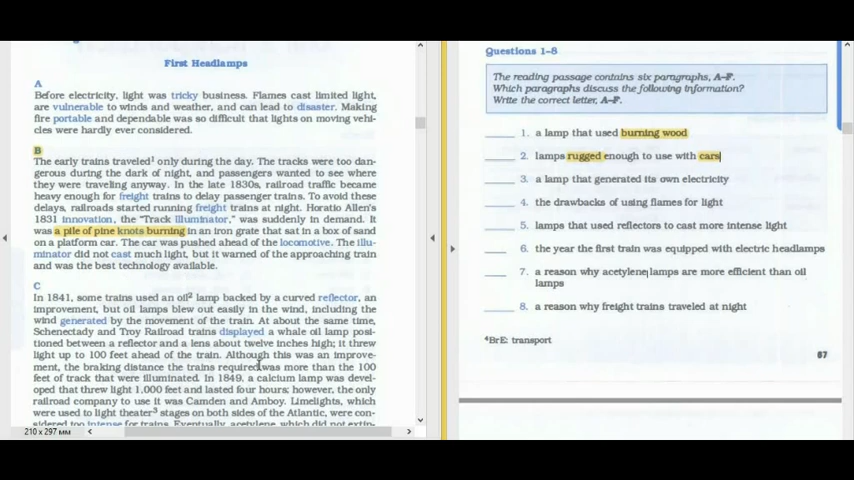 First Headlamps
A
Before electricity, light was tricky business. Flames cast limited light,
are vulnerable to winds and weather, and can lead to disaster. Making
fire portable and dependable was so difficult that lights on moving vehi-
cles were hardly ever considered.
B
The early trains traveled¹ only during the day. The tracks were too dan-
gerous during the dark of night, and passengers wanted to see where
they were traveling anyway. In the late 1830s, railroad traffic became
heavy enough for freight trains to delay passenger trains. To avoid these
delays, railroads started running freight trains at night. Horatio Allen's
1831 innovation, the "Track Illuminator," was suddenly in demand. It
was a pile of pine knots burning in an iron grate that sat in a box of sand
on a platform car. The car was pushed ahead of the locomotive. The illu-
minator did not cast much light, but it warned of the approaching train
and was the best technology available.
C
In 1841, some trains used an oil² lamp backed by a curved reflector, an
improvement, but oil lamps blew out easily in the wind, including the
wind generated by the movement of the train. At about the same time,
Schenectady and Troy Railroad trains displayed a whale oil lamp posi-
tioned between a reflector and a lens about twelve inches high; it threw
light up to 100 feet ahead of the train. Although this was an improve-
ment, the braking distance the trains required was more than the 100
feet of track that were illuminated. In 1849, a calcium lamp was devel-
oped that threw light 1,000 feet and lasted four hours; however, the only
railroad company to use it was Camden and Amboy. Limelights, which
were used to light theater³ stages on both sides of the Atlantic, were con-
sidered too intense for trains. Eventually, acetylene, which did not extin-
210 x 297 мм
Questions 1–8
The reading passage contains six paragraphs, A–F.
Which paragraphs discuss the following information?
Write the correct letter, A–F.
1. a lamp that used burning wood
2. lamps rugged enough to use with cars
3. a lamp that generated its own electricity
4. the drawbacks of using flames for light
5. lamps that used reflectors to cast more intense light
6. the year the first train was equipped with electric headlamps
7. a reason why acetylene lamps are more efficient than oil
lamps
8. a reason why freight trains traveled at night
⁴BrE: transport
67